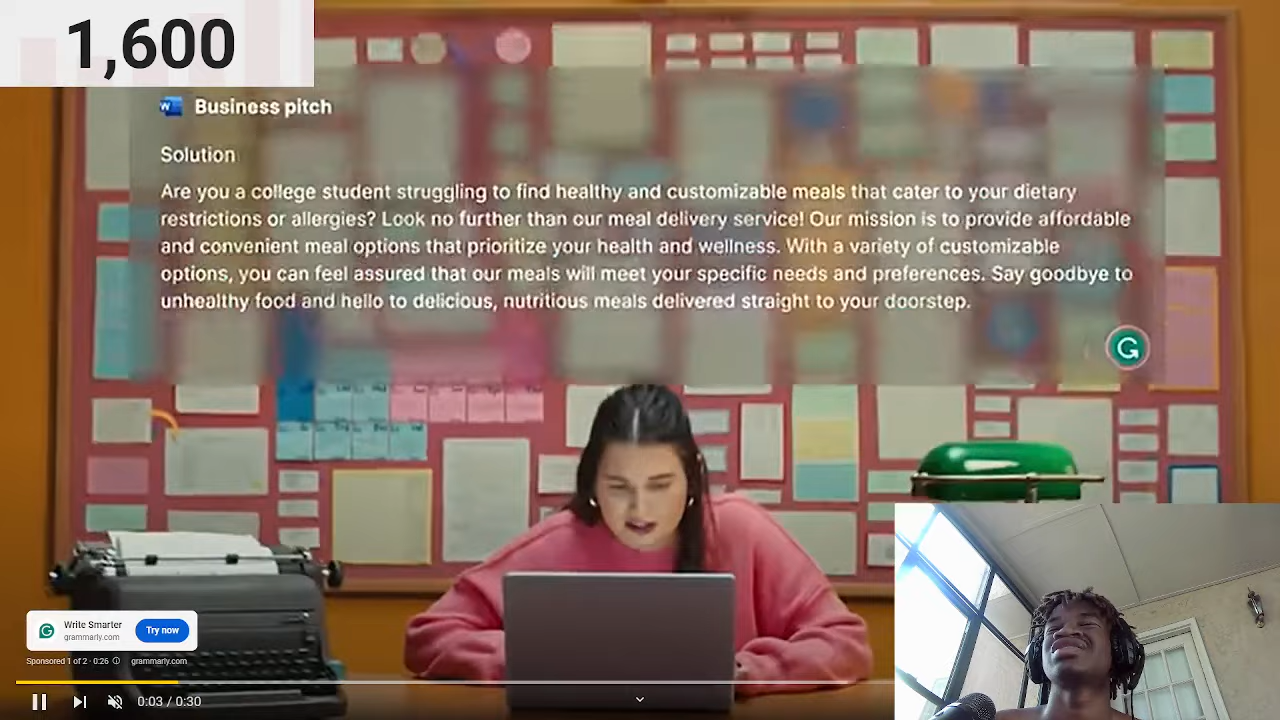 1,600
Business pitch
Solution
Are you a college student struggling to find healthy and customizable meals that cater to your dietary
restrictions or allergies? Look no further than our meal delivery service! Our mission is to provide affordable
and convenient meal options that prioritize your health and wellness. With a variety of customizable
options, you can feel assured that our meals will meet your specific needs and preferences. Say goodbye to
unhealthy food and hello to delicious, nutritious meals delivered straight to your doorstep.
Write Smarter
grammarly.com
Try now
Sponsored 1 of 2 · 0:26
grammarly.com
0:03 / 0:30